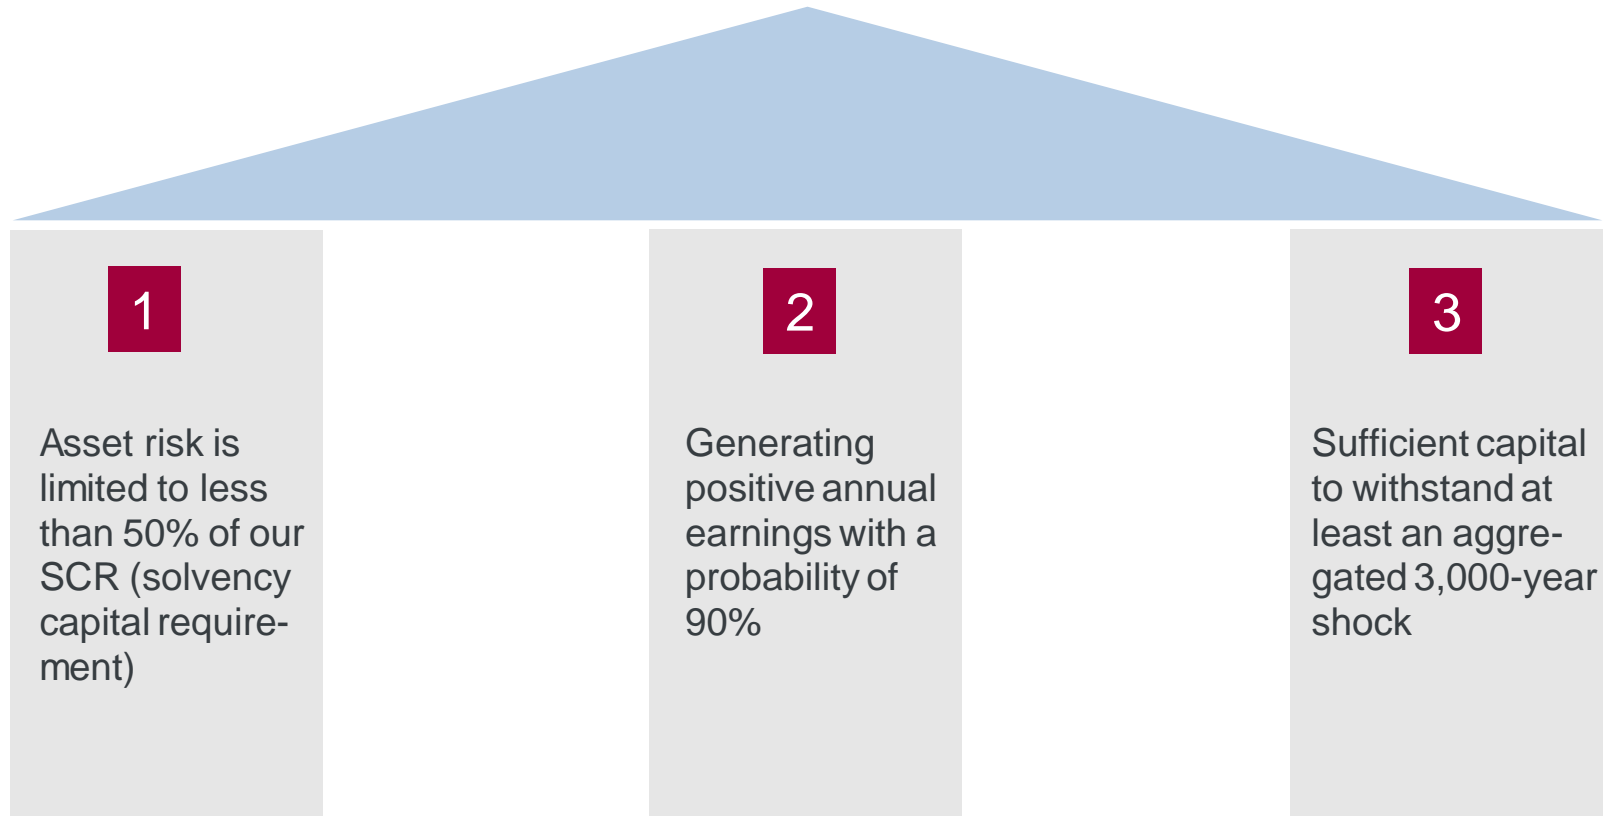 1
Asset risk is
limited to less
than 50% of our
SCR (solvency
capital require-
ment)
2
Generating
positive annual
earnings with a
probability of
90%
3
Sufficient capital
to withstand at
least an aggre-
gated 3,000-year
shock